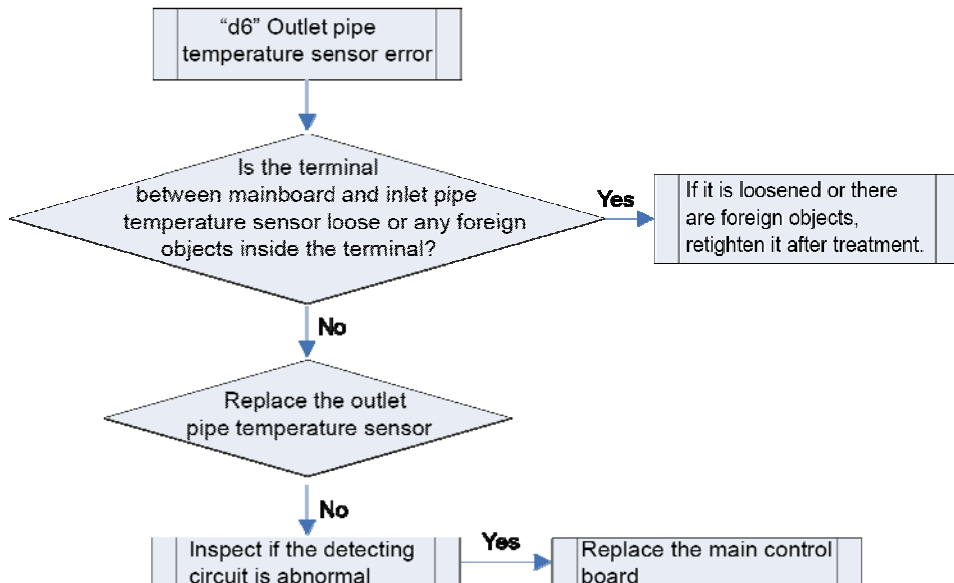 “d6” Outlet pipe
temperature sensor error
Is the terminal
between mainboard and inlet pipe
temperature sensor loose or any foreign
objects inside the terminal?
Yes
If it is loosened or there
are foreign objects,
retighten it after treatment.
No
Replace the outlet
pipe temperature sensor
No
Inspect if the detecting
circuit is abnormal
Yes
Replace the main control
board